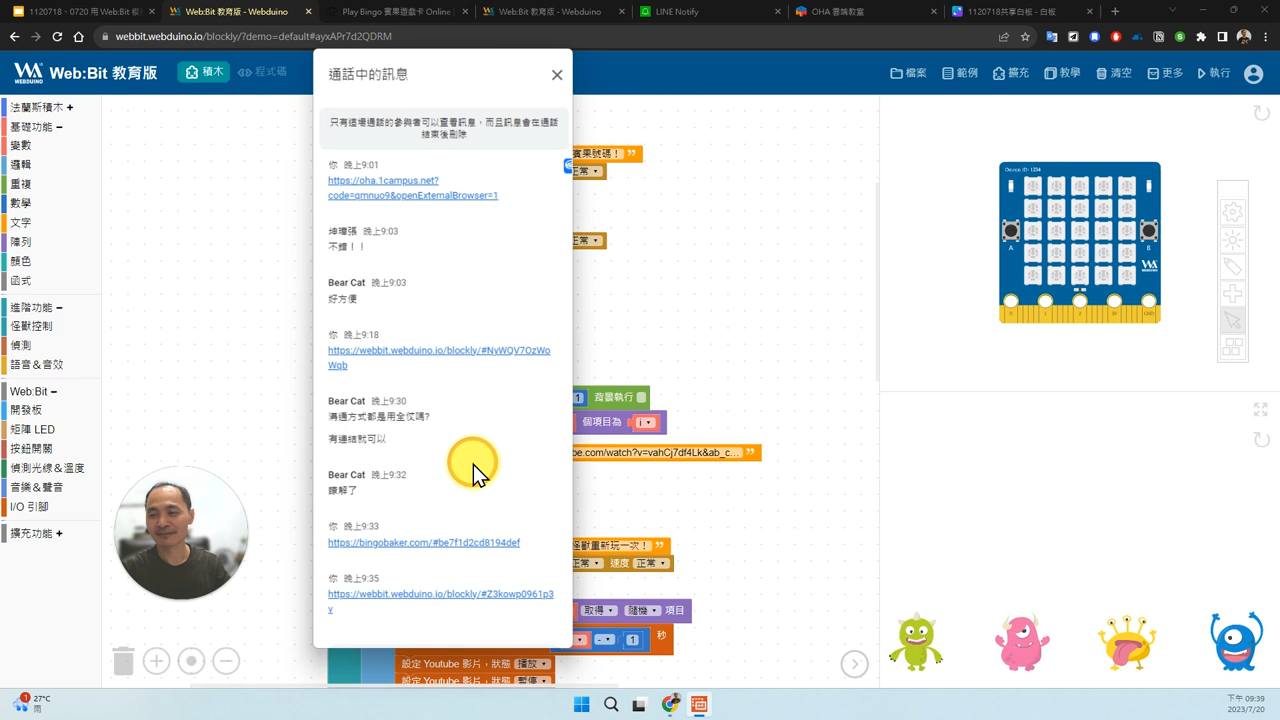 1120718、0720 用 Web:Bit
Web:Bit 教育版 - Webduino
Play Bingo 賓果遊戲卡 Online
Web:Bit 教育版 - Webduino
LINE Notify
OHA 雲端教室
1120718共享白板 - 白板
webbit.webduino.io/blockly/?demo=default#ayxAPr7d2QDRM
WEBDUINO
Web:Bit 教育版
積木
程式碼
檔案
範例
擴充
教學
清空
更多
執行
法蘭斯積木 +
基礎功能 −
變數
邏輯
重複
數學
文字
陣列
顏色
函式
進階功能 −
怪獸控制
偵測
語音＆音效
Web:Bit −
開發板
矩陣 LED
按鈕開關
偵測光線＆溫度
音樂＆聲音
I/O 引腳
擴充功能 +
通話中的訊息
只有這場通話的參與者可以查看訊息，而且訊息會在通話
結束後刪除
你 晚上9:01
https://oha.1campus.net?
code=qmnuo9&openExternalBrowser=1
坤璋張 晚上9:03
不錯！！
Bear Cat 晚上9:03
好方便
你 晚上9:18
https://webbit.webduino.io/blockly/#NyWQV7OzWo
Wqb
Bear Cat 晚上9:30
溝通方式都是用全仗嗎?
有連結就可以
Bear Cat 晚上9:32
瞭解了
你 晚上9:33
https://bingobaker.com/#be7f1d2cd8194def
你 晚上9:35
https://webbit.webduino.io/blockly/#Z3kowp0961p3
v
賓果號碼！ ”
正常
正常
1 背景執行
個項目為 i
be.com/watch?v=vahCj7df4Lk&ab_c... ”
怪獸重新玩一次！ ”
正常 速度 正常
取得 隨機 項目
- 1 秒
設定 Youtube 影片，狀態 播放
設定 Youtube 影片，狀態 暫停
Device ID: 1234
A
B
27°C
雨
下午 09:39
2023/7/20